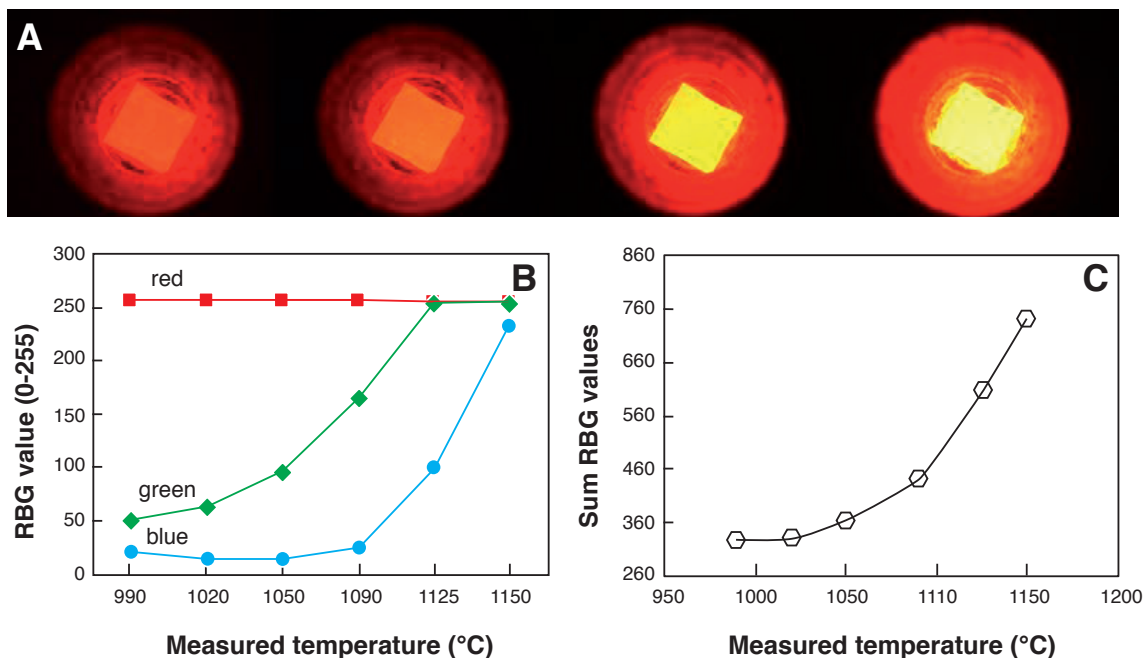 A
B
RBG value (0-255)
300
250
200
150
100
50
0
red
green
blue
990 1020 1050 1090 1125 1150
Measured temperature (°C)
C
Sum RBG values
860
760
660
560
460
360
260
950 1000 1050 1110 1150 1200
Measured temperature (°C)